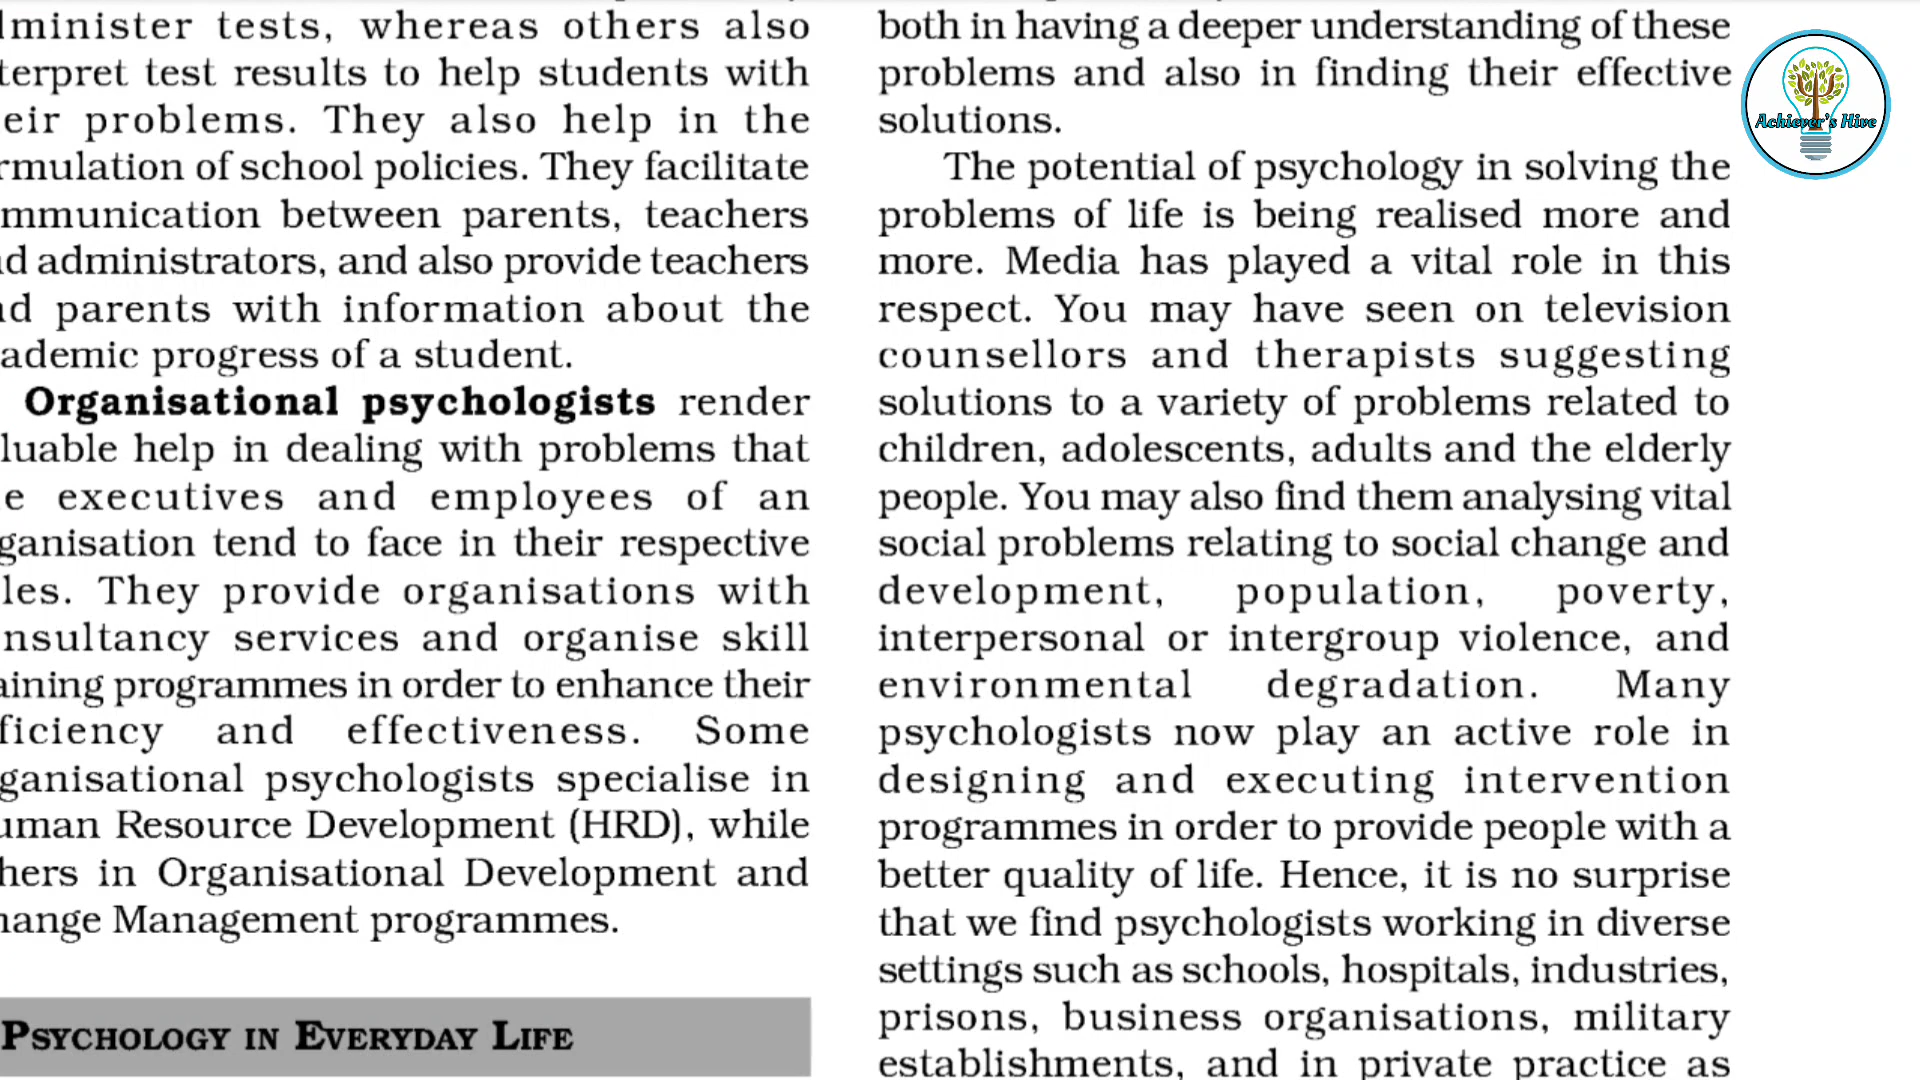 minister tests, whereas others also
terpret test results to help students with
eir problems. They also help in the
rmulation of school policies. They facilitate
mmunication between parents, teachers
d administrators, and also provide teachers
d parents with information about the
ademic progress of a student.
Organisational psychologists render
luable help in dealing with problems that
e executives and employees of an
ganisation tend to face in their respective
les. They provide organisations with
nsultancy services and organise skill
aining programmes in order to enhance their
ficiency and effectiveness. Some
ganisational psychologists specialise in
uman Resource Development (HRD), while
hers in Organisational Development and
hange Management programmes.
PSYCHOLOGY IN EVERYDAY LIFE
both in having a deeper understanding of these
problems and also in finding their effective
solutions.
The potential of psychology in solving the
problems of life is being realised more and
more. Media has played a vital role in this
respect. You may have seen on television
counsellors and therapists suggesting
solutions to a variety of problems related to
children, adolescents, adults and the elderly
people. You may also find them analysing vital
social problems relating to social change and
development, population, poverty,
interpersonal or intergroup violence, and
environmental degradation. Many
psychologists now play an active role in
designing and executing intervention
programmes in order to provide people with a
better quality of life. Hence, it is no surprise
that we find psychologists working in diverse
settings such as schools, hospitals, industries,
prisons, business organisations, military
establishments, and in private practice as
Achiever's Hive